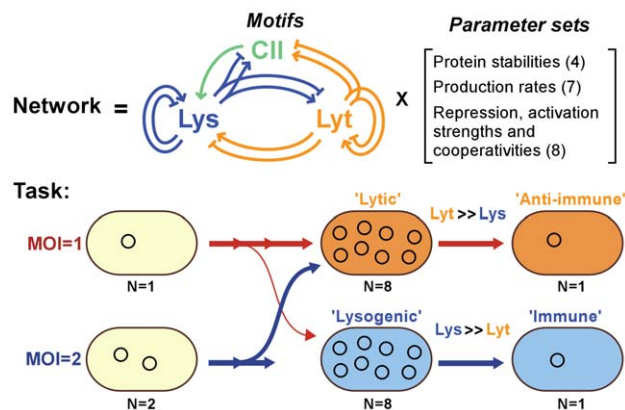 Motifs
Parameter sets
CII
Network =
Lys
Lyt
X
Protein stabilities (4)
Production rates (7)
Repression, activation
strengths and
cooperativities (8)
Task:
'Lytic'
Lyt>>Lys
'Anti-immune'
MOI=1
N=1
N=8
N=1
'Lysogenic'
Lys>>Lyt
'Immune'
MOI=2
N=2
N=8
N=1